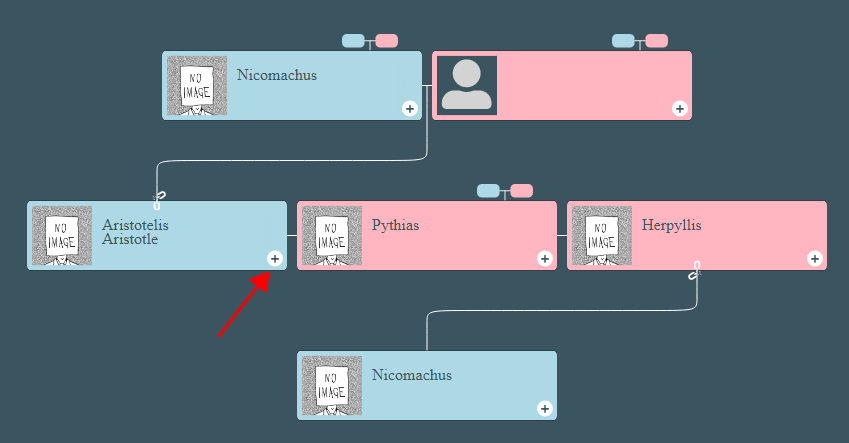 NO
IMAGE
Nicomachus
NO
IMAGE
Aristotelis
Aristotle
NO
IMAGE
Pythias
NO
IMAGE
Herpyllis
NO
IMAGE
Nicomachus